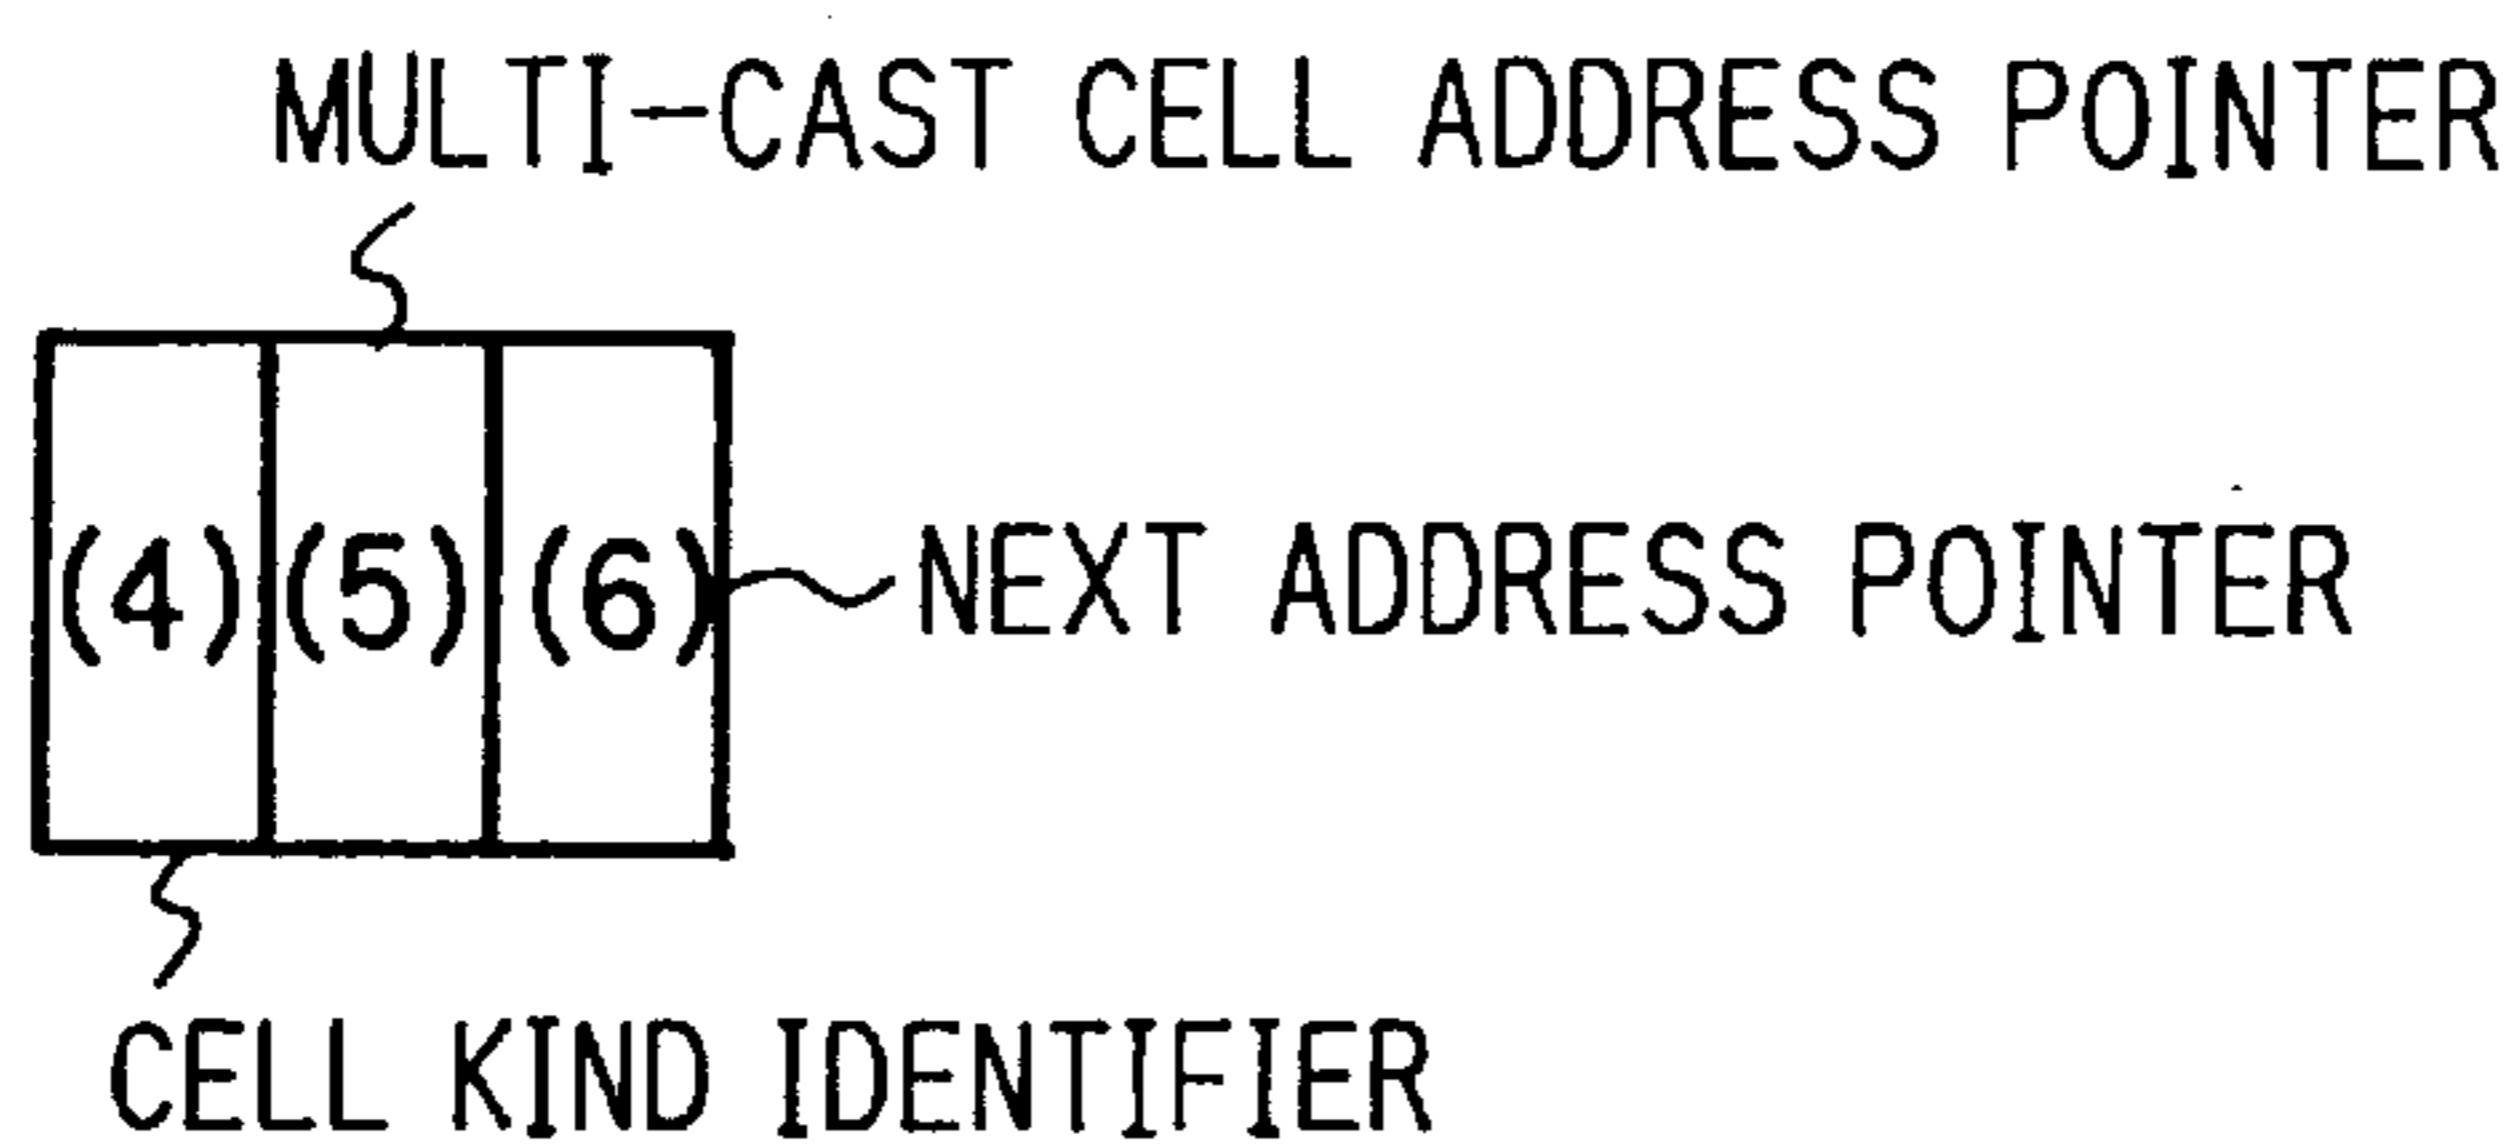 MULTI-CAST CELL ADDRESS POINTER
(4) (5) (6) NEXT ADDRESS POINTER
CELL KIND IDENTIFIER